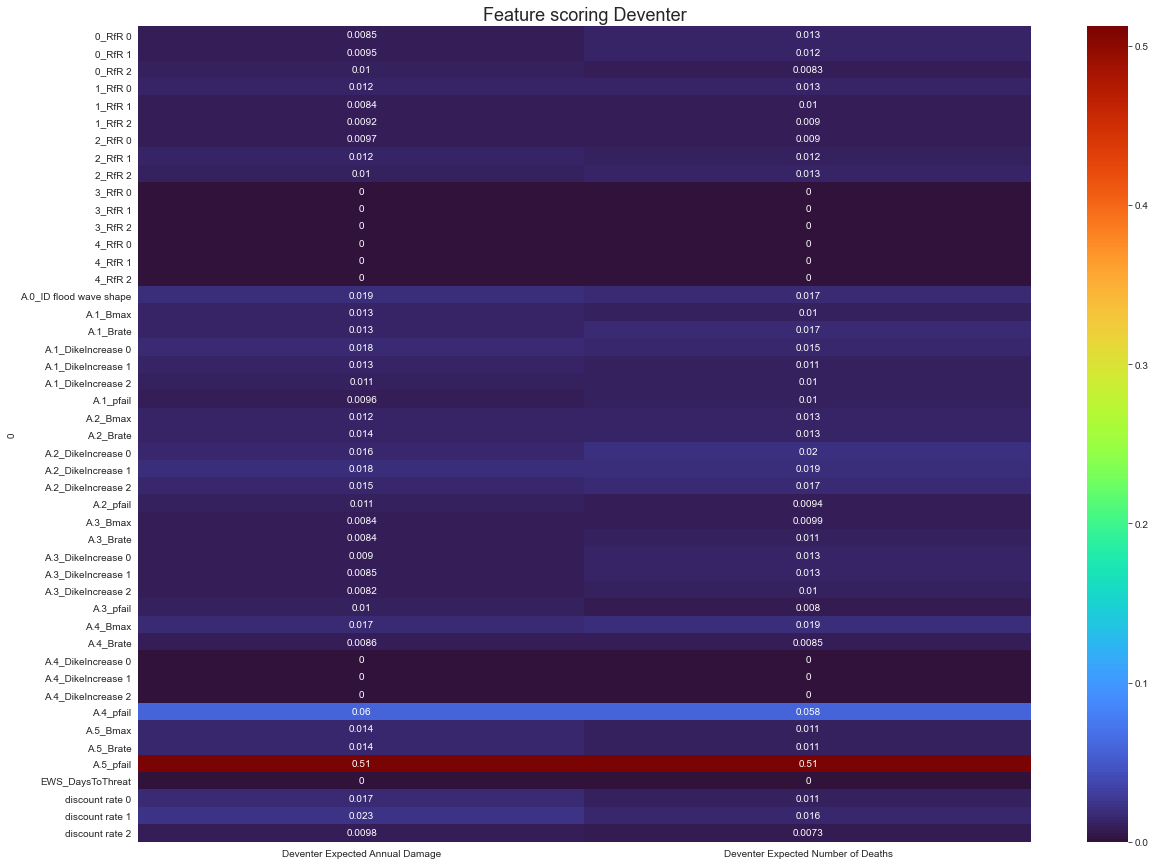 Feature scoring Deventer
0_RfR 0 0.0085 0.013
0_RfR 1 0.0095 0.012
0_RfR 2 0.01 0.0083
1_RfR 0 0.012 0.013
1_RfR 1 0.0084 0.01
1_RfR 2 0.0092 0.009
2_RfR 0 0.0097 0.009
2_RfR 1 0.012 0.012
2_RfR 2 0.01 0.013
3_RfR 0 0 0
3_RfR 1 0 0
3_RfR 2 0 0
4_RfR 0 0 0
4_RfR 1 0 0
4_RfR 2 0 0
A.0_ID flood wave shape 0.019 0.017
A.1_Bmax 0.013 0.01
A.1_Brate 0.013 0.017
A.1_DikeIncrease 0 0.018 0.015
A.1_DikeIncrease 1 0.013 0.011
A.1_DikeIncrease 2 0.011 0.01
A.1_pfail 0.0096 0.01
A.2_Bmax 0.012 0.013
A.2_Brate 0.014 0.013
A.2_DikeIncrease 0 0.016 0.02
A.2_DikeIncrease 1 0.018 0.019
A.2_DikeIncrease 2 0.015 0.017
A.2_pfail 0.011 0.0094
A.3_Bmax 0.0084 0.0099
A.3_Brate 0.0084 0.011
A.3_DikeIncrease 0 0.009 0.013
A.3_DikeIncrease 1 0.0085 0.013
A.3_DikeIncrease 2 0.0082 0.01
A.3_pfail 0.01 0.008
A.4_Bmax 0.017 0.019
A.4_Brate 0.0086 0.0085
A.4_DikeIncrease 0 0 0
A.4_DikeIncrease 1 0 0
A.4_DikeIncrease 2 0 0
A.4_pfail 0.06 0.058
A.5_Bmax 0.014 0.011
A.5_Brate 0.014 0.011
A.5_pfail 0.51 0.51
EWS_DaysToThreat 0 0
discount rate 0 0.017 0.011
discount rate 1 0.023 0.016
discount rate 2 0.0098 0.0073
0
Deventer Expected Annual Damage
Deventer Expected Number of Deaths
0.5
0.4
0.3
0.2
0.1
0.0